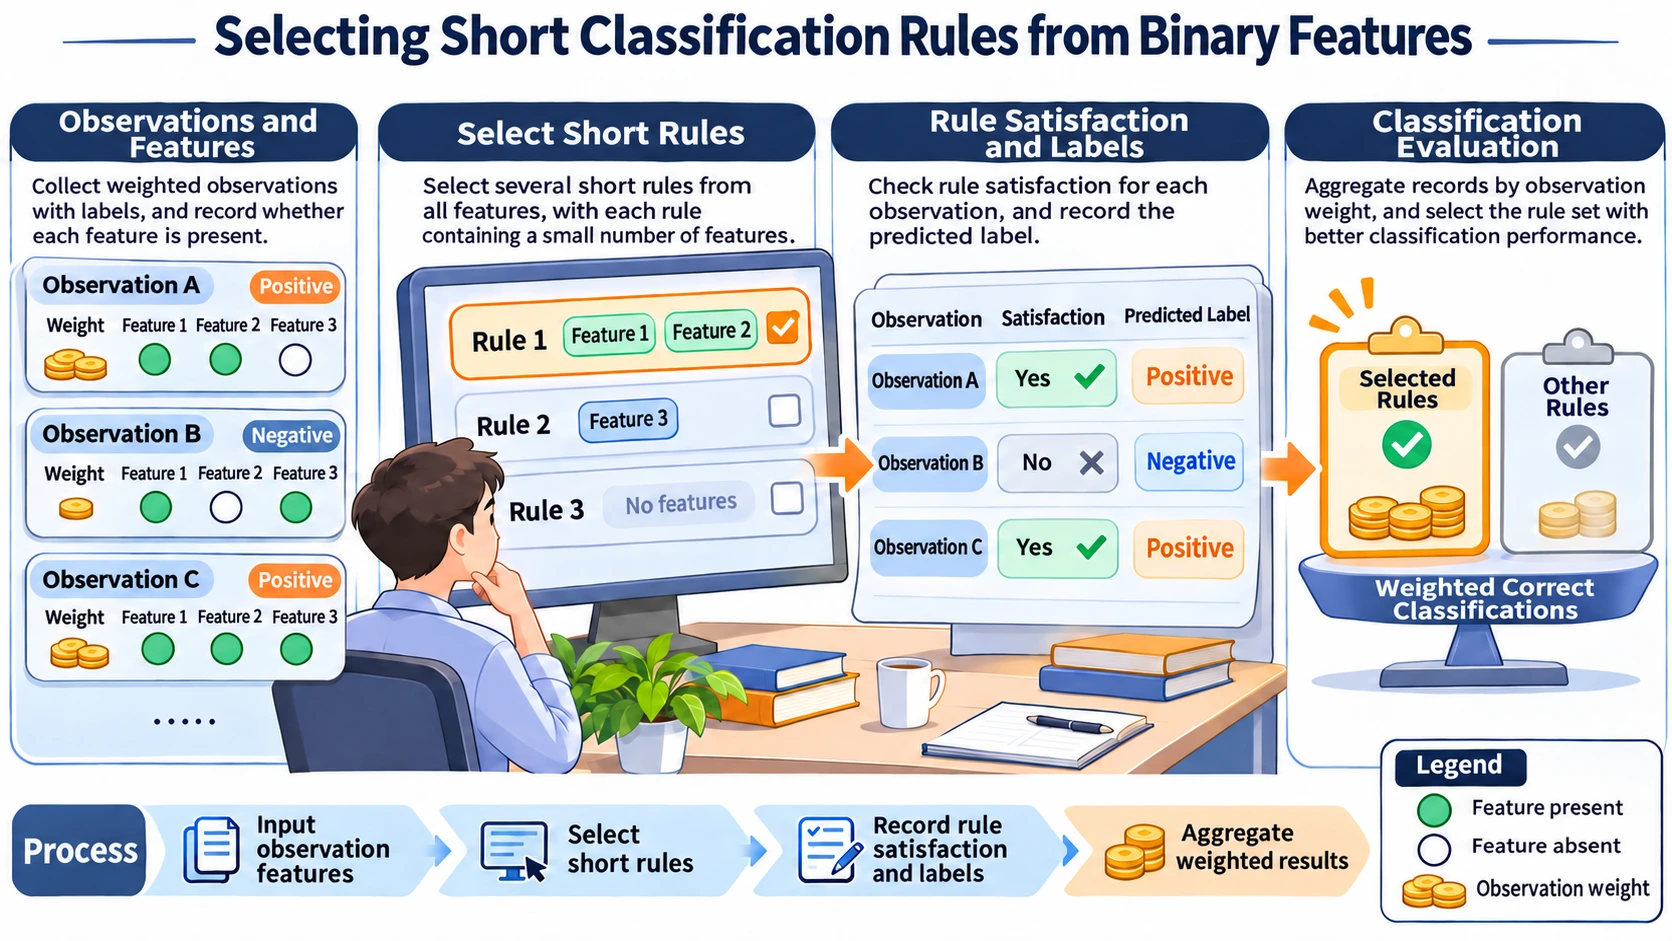 Selecting Short Classification Rules from Binary Features
Observations and
Features
Collect weighted observations
with labels, and record whether
each feature is present.
Observation A
Positive
Weight
Feature 1
Feature 2
Feature 3
Observation B
Negative
Weight
Feature 1
Feature 2
Feature 3
Observation C
Positive
Weight
Feature 1
Feature 2
Feature 3
.....
Select Short Rules
Select several short rules from
all features, with each rule
containing a small number of features.
Rule 1
Feature 1
Feature 2
Rule 2
Feature 3
Rule 3
No features
Rule Satisfaction
and Labels
Check rule satisfaction for each
observation, and record the
predicted label.
Observation
Satisfaction
Predicted Label
Observation A
Yes
Positive
Observation B
No
Negative
Observation C
Yes
Positive
Classification
Evaluation
Aggregate records by observation
weight, and select the rule set with
better classification performance.
Selected
Rules
Other
Rules
Weighted Correct
Classifications
Process
Input
observation
features
Select
short rules
Record rule
satisfaction
and labels
Aggregate
weighted results
Legend
Feature present
Feature absent
Observation weight